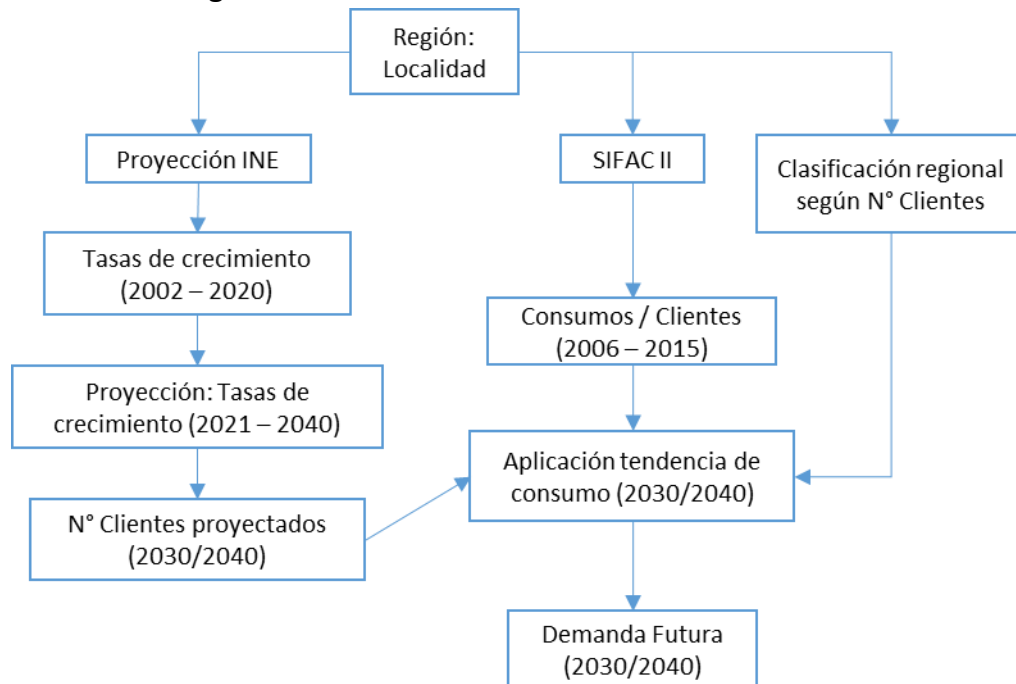 Región:
Localidad
Proyección INE
SIFAC II
Clasificación regional
según N° Clientes
Tasas de crecimiento
(2002 – 2020)
Consumos / Clientes
(2006 – 2015)
Proyección: Tasas de
crecimiento (2021 – 2040)
Aplicación tendencia de
consumo (2030/2040)
N° Clientes proyectados
(2030/2040)
Demanda Futura
(2030/2040)